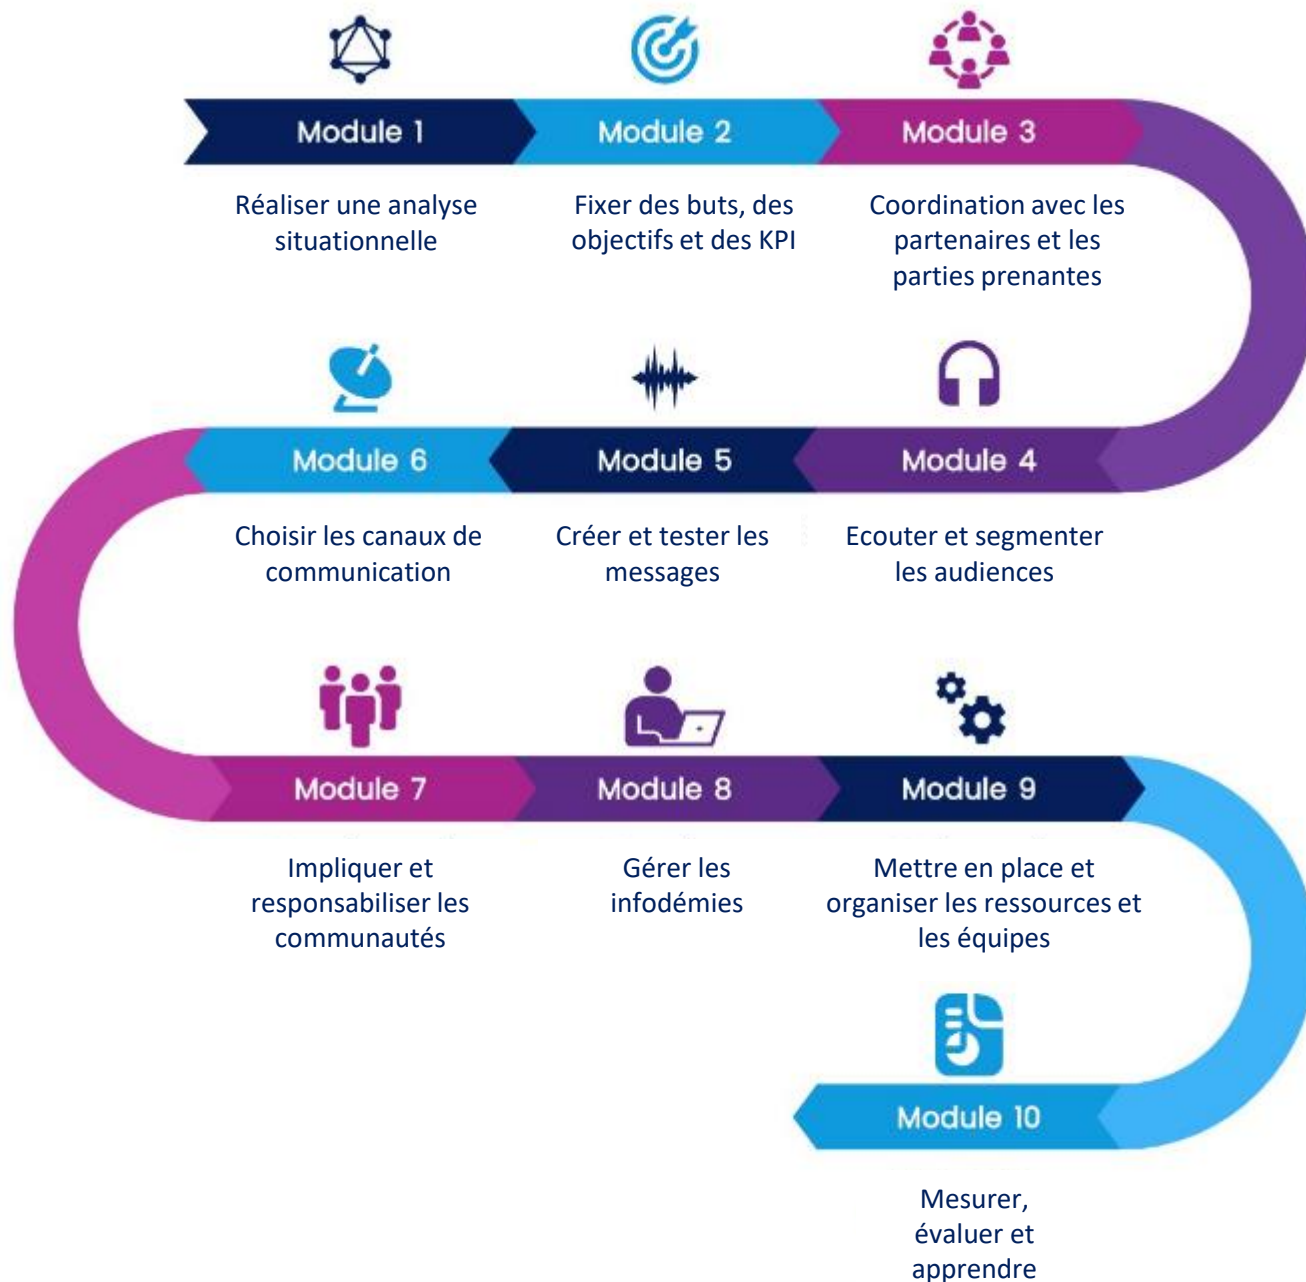 Module 1
Module 2
Module 3
Réaliser une analyse
situationnelle
Fixer des buts, des
objectifs et des KPI
Coordination avec les
partenaires et les
parties prenantes
Module 4
Module 5
Module 6
Ecouter et segmenter
les audiences
Créer et tester les
messages
Choisir les canaux de
communication
Module 7
Module 8
Module 9
Impliquer et
responsabiliser les
communautés
Gérer les
infodémies
Mettre en place et
organiser les ressources et
les équipes
Module 10
Mesurer,
évaluer et
apprendre